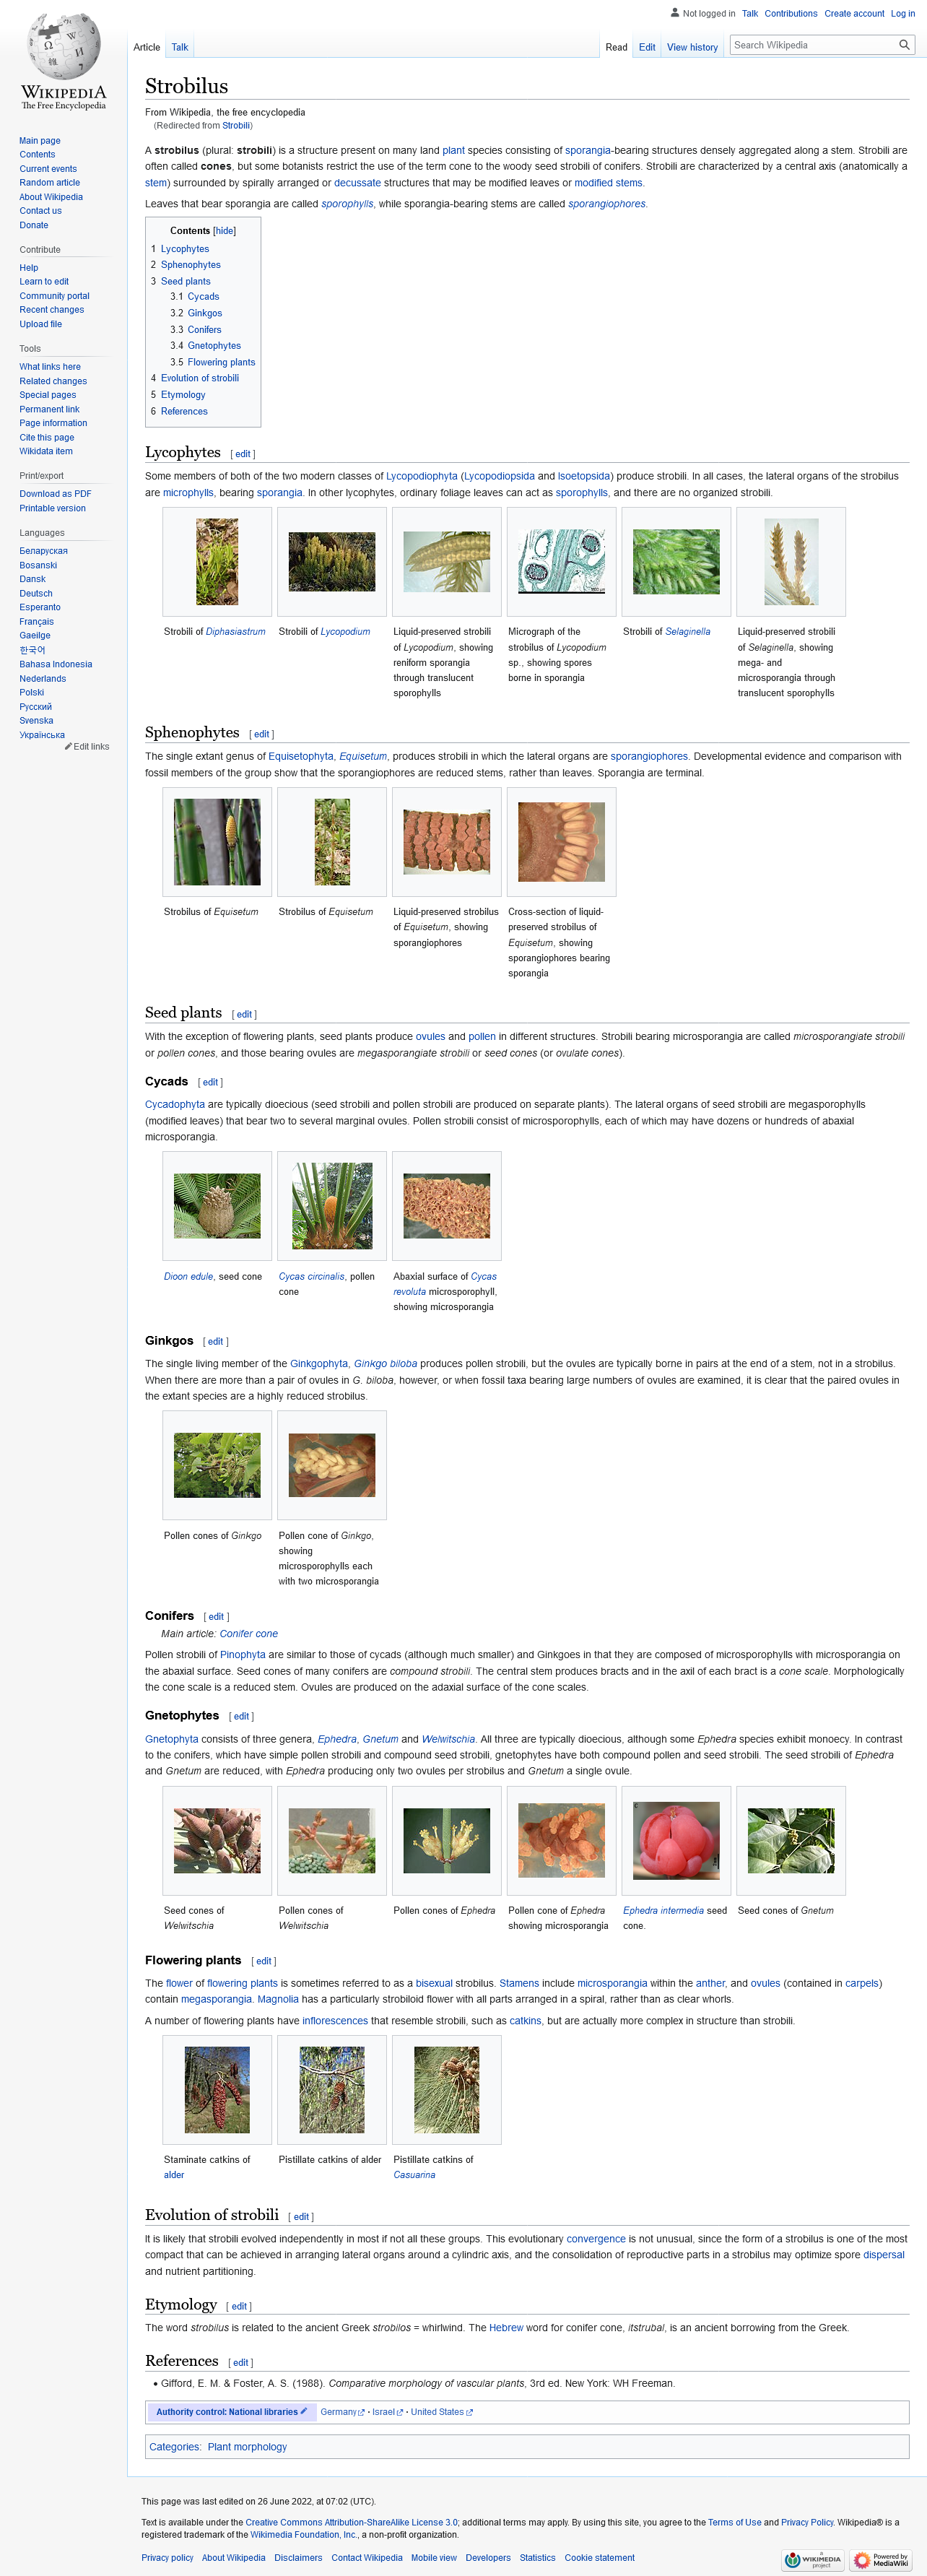 Not logged in Talk Contributions Create account Log in
Article Talk Read Edit View history Search Wikipedia
WIKIPEDIA
The Free Encyclopedia
Main page
Contents
Current events
Random article
About Wikipedia
Contact us
Donate
Contribute
Help
Learn to edit
Community portal
Recent changes
Upload file
Tools
What links here
Related changes
Special pages
Permanent link
Page information
Cite this page
Wikidata item
Print/export
Download as PDF
Printable version
Languages
Беларуская
Bosanski
Dansk
Deutsch
Esperanto
Français
Gaeilge
한국어
Bahasa Indonesia
Nederlands
Polski
Русский
Svenska
Українська
Edit links
Strobilus
From Wikipedia, the free encyclopedia
(Redirected from Strobili)
A strobilus (plural: strobili) is a structure present on many land plant species consisting of sporangia-bearing structures densely aggregated along a stem. Strobili are
often called cones, but some botanists restrict the use of the term cone to the woody seed strobili of conifers. Strobili are characterized by a central axis (anatomically a
stem) surrounded by spirally arranged or decussate structures that may be modified leaves or modified stems.
Leaves that bear sporangia are called sporophylls, while sporangia-bearing stems are called sporangiophores.
Contents [hide]
1 Lycophytes
2 Sphenophytes
3 Seed plants
3.1 Cycads
3.2 Ginkgos
3.3 Conifers
3.4 Gnetophytes
3.5 Flowering plants
4 Evolution of strobili
5 Etymology
6 References
Lycophytes [ edit ]
Some members of both of the two modern classes of Lycopodiophyta (Lycopodiopsida and Isoetopsida) produce strobili. In all cases, the lateral organs of the strobilus
are microphylls, bearing sporangia. In other lycophytes, ordinary foliage leaves can act as sporophylls, and there are no organized strobili.
Strobili of Diphasiastrum
Strobili of Lycopodium
Liquid-preserved strobili
of Lycopodium, showing
reniform sporangia
through translucent
sporophylls
Micrograph of the
strobilus of Lycopodium
sp., showing spores
borne in sporangia
Strobili of Selaginella
Liquid-preserved strobili
of Selaginella, showing
mega- and
microsporangia through
translucent sporophylls
Sphenophytes [ edit ]
The single extant genus of Equisetophyta, Equisetum, produces strobili in which the lateral organs are sporangiophores. Developmental evidence and comparison with
fossil members of the group show that the sporangiophores are reduced stems, rather than leaves. Sporangia are terminal.
Strobilus of Equisetum
Strobilus of Equisetum
Liquid-preserved strobilus
of Equisetum, showing
sporangiophores
Cross-section of liquid-
preserved strobilus of
Equisetum, showing
sporangiophores bearing
sporangia
Seed plants [ edit ]
With the exception of flowering plants, seed plants produce ovules and pollen in different structures. Strobili bearing microsporangia are called microsporangiate strobili
or pollen cones, and those bearing ovules are megasporangiate strobili or seed cones (or ovulate cones).
Cycads [ edit ]
Cycadophyta are typically dioecious (seed strobili and pollen strobili are produced on separate plants). The lateral organs of seed strobili are megasporophylls
(modified leaves) that bear two to several marginal ovules. Pollen strobili consist of microsporophylls, each of which may have dozens or hundreds of abaxial
microsporangia.
Dioon edule, seed cone
Cycas circinalis, pollen
cone
Abaxial surface of Cycas
revoluta microsporophyll,
showing microsporangia
Ginkgos [ edit ]
The single living member of the Ginkgophyta, Ginkgo biloba produces pollen strobili, but the ovules are typically borne in pairs at the end of a stem, not in a strobilus.
When there are more than a pair of ovules in G. biloba, however, or when fossil taxa bearing large numbers of ovules are examined, it is clear that the paired ovules in
the extant species are a highly reduced strobilus.
Pollen cones of Ginkgo
Pollen cone of Ginkgo,
showing
microsporophylls each
with two microsporangia
Conifers [ edit ]
Main article: Conifer cone
Pollen strobili of Pinophyta are similar to those of cycads (although much smaller) and Ginkgoes in that they are composed of microsporophylls with microsporangia on
the abaxial surface. Seed cones of many conifers are compound strobili. The central stem produces bracts and in the axil of each bract is a cone scale. Morphologically
the cone scale is a reduced stem. Ovules are produced on the adaxial surface of the cone scales.
Gnetophytes [ edit ]
Gnetophyta consists of three genera, Ephedra, Gnetum and Welwitschia. All three are typically dioecious, although some Ephedra species exhibit monoecy. In contrast
to the conifers, which have simple pollen strobili and compound seed strobili, gnetophytes have both compound pollen and seed strobili. The seed strobili of Ephedra
and Gnetum are reduced, with Ephedra producing only two ovules per strobilus and Gnetum a single ovule.
Seed cones of
Welwitschia
Pollen cones of
Welwitschia
Pollen cones of Ephedra
Pollen cone of Ephedra
showing microsporangia
Ephedra intermedia seed
cone.
Seed cones of Gnetum
Flowering plants [ edit ]
The flower of flowering plants is sometimes referred to as a bisexual strobilus. Stamens include microsporangia within the anther, and ovules (contained in carpels)
contain megasporangia. Magnolia has a particularly strobiloid flower with all parts arranged in a spiral, rather than as clear whorls.
A number of flowering plants have inflorescences that resemble strobili, such as catkins, but are actually more complex in structure than strobili.
Staminate catkins of
alder
Pistillate catkins of alder
Pistillate catkins of
Casuarina
Evolution of strobili [ edit ]
It is likely that strobili evolved independently in most if not all these groups. This evolutionary convergence is not unusual, since the form of a strobilus is one of the most
compact that can be achieved in arranging lateral organs around a cylindric axis, and the consolidation of reproductive parts in a strobilus may optimize spore dispersal
and nutrient partitioning.
Etymology [ edit ]
The word strobilus is related to the ancient Greek strobilos = whirlwind. The Hebrew word for conifer cone, itstrubal, is an ancient borrowing from the Greek.
References [ edit ]
• Gifford, E. M. & Foster, A. S. (1988). Comparative morphology of vascular plants, 3rd ed. New York: WH Freeman.
Authority control: National libraries Germany · Israel · United States
Categories: Plant morphology
This page was last edited on 26 June 2022, at 07:02 (UTC).
Text is available under the Creative Commons Attribution-ShareAlike License 3.0; additional terms may apply. By using this site, you agree to the Terms of Use and Privacy Policy. Wikipedia® is a
registered trademark of the Wikimedia Foundation, Inc., a non-profit organization.
Privacy policy About Wikipedia Disclaimers Contact Wikipedia Mobile view Developers Statistics Cookie statement
A WIKIMEDIA project
Powered by MediaWiki